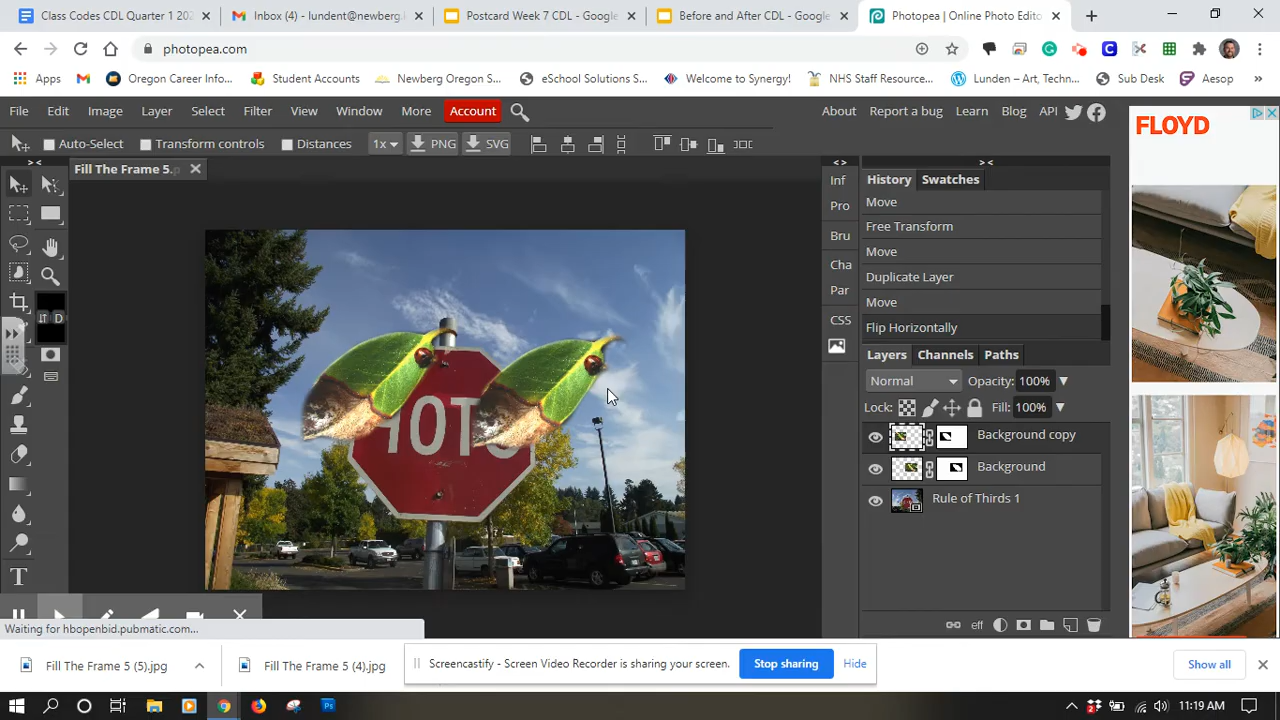 Class Codes CDL Quarter 1 202
Inbox (4) - lundent@newberg
Postcard Week 7 CDL - Google
Before and After CDL - Google
Photopea | Online Photo Edito
photopea.com
Apps
Oregon Career Info...
Student Accounts
Newberg Oregon S...
eSchool Solutions S...
Welcome to Synergy!
NHS Staff Resource...
Lunden – Art, Techn...
Sub Desk
Aesop
»
File Edit Image Layer Select Filter View Window More Account
About Report a bug Learn Blog API
Auto-Select Transform controls Distances 1x PNG SVG
FLOYD
> <
Fill The Frame 5.p
< >
> <
Inf
Pro
Bru
Cha
Par
CSS
History Swatches
Move
Free Transform
Move
Duplicate Layer
Move
Flip Horizontally
Layers Channels Paths
Normal Opacity: 100%
Lock: Fill: 100%
Background copy
Background
Rule of Thirds 1
D
T
eff
Waiting for hbopenbid.pubmatic.com...
Fill The Frame 5 (5).jpg
Fill The Frame 5 (4).jpg
Screencastify - Screen Video Recorder is sharing your screen.
Stop sharing
Hide
Show all
Ps
11:19 AM